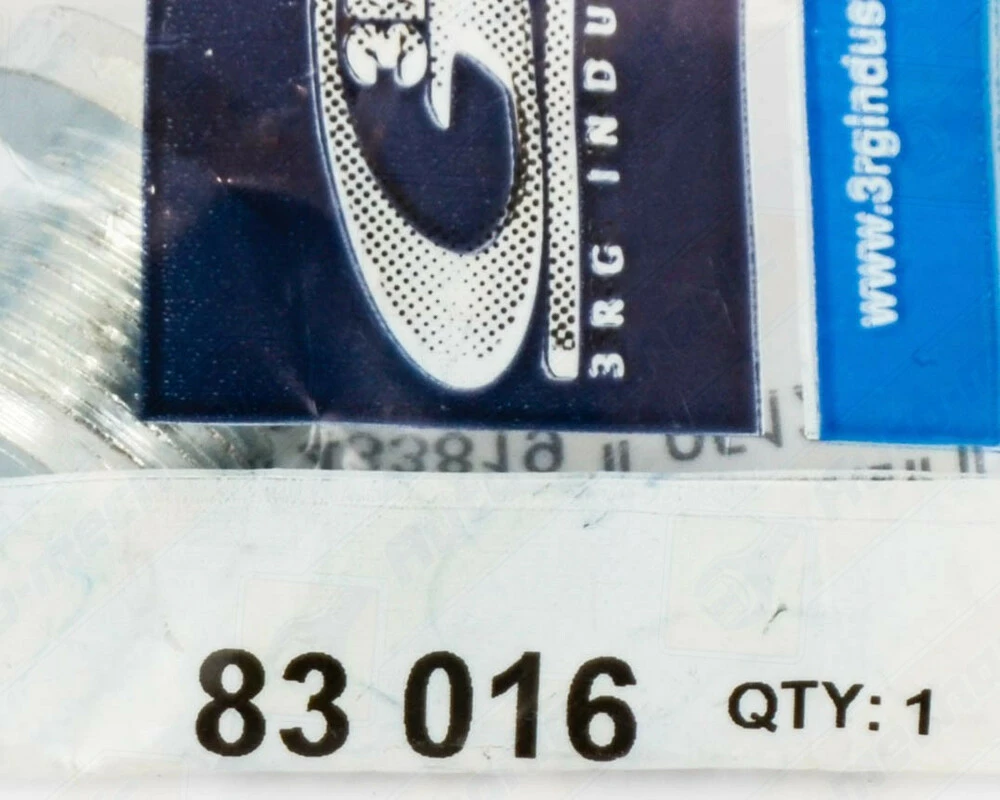 3RG INDU
www.3rgindus
83 016 QTY: 1